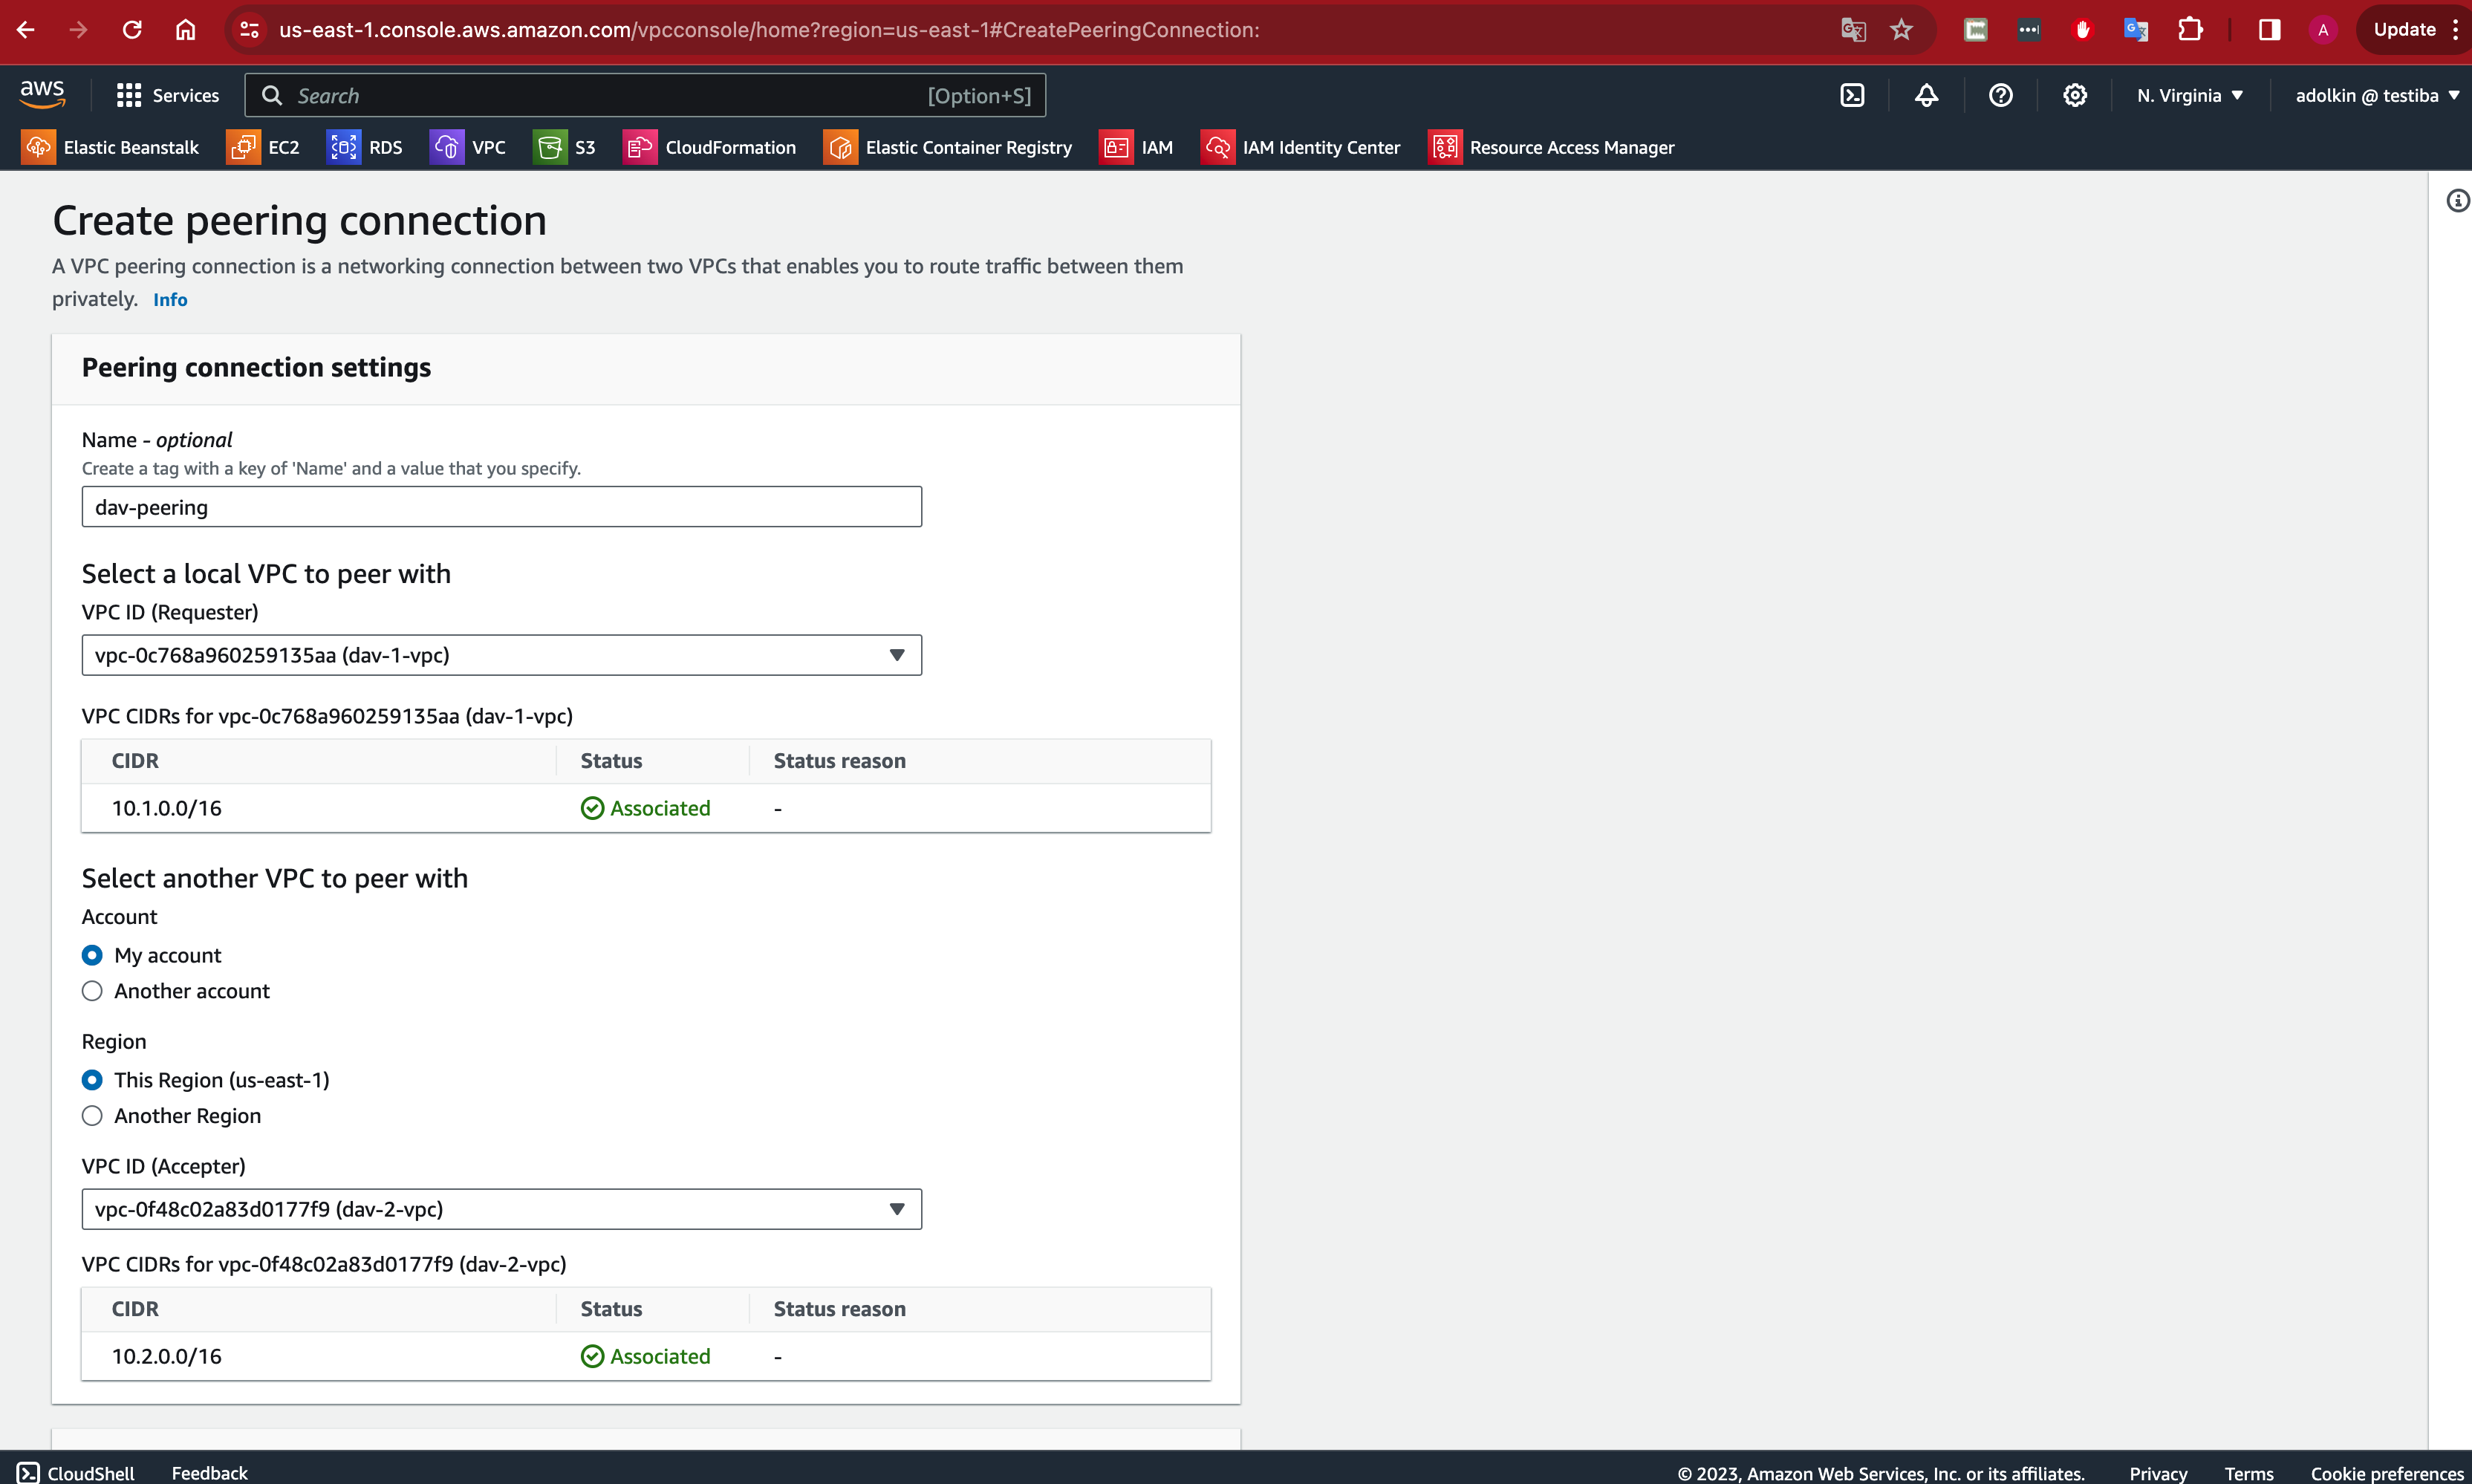 us-east-1.console.aws.amazon.com/vpcconsole/home?region=us-east-1#CreatePeeringConnection:
A
Update
aws
Services
Search
[Option+S]
N. Virginia
adolkin @ testiba
Elastic Beanstalk
EC2
RDS
VPC
S3
CloudFormation
Elastic Container Registry
IAM
IAM Identity Center
Resource Access Manager
Create peering connection
A VPC peering connection is a networking connection between two VPCs that enables you to route traffic between them
privately. Info
Peering connection settings
Name - optional
Create a tag with a key of 'Name' and a value that you specify.
dav-peering
Select a local VPC to peer with
VPC ID (Requester)
vpc-0c768a960259135aa (dav-1-vpc)
VPC CIDRs for vpc-0c768a960259135aa (dav-1-vpc)
CIDR Status Status reason
10.1.0.0/16 Associated -
Select another VPC to peer with
Account
My account
Another account
Region
This Region (us-east-1)
Another Region
VPC ID (Accepter)
vpc-0f48c02a83d0177f9 (dav-2-vpc)
VPC CIDRs for vpc-0f48c02a83d0177f9 (dav-2-vpc)
CIDR Status Status reason
10.2.0.0/16 Associated -
CloudShell
Feedback
© 2023, Amazon Web Services, Inc. or its affiliates.
Privacy
Terms
Cookie preferences